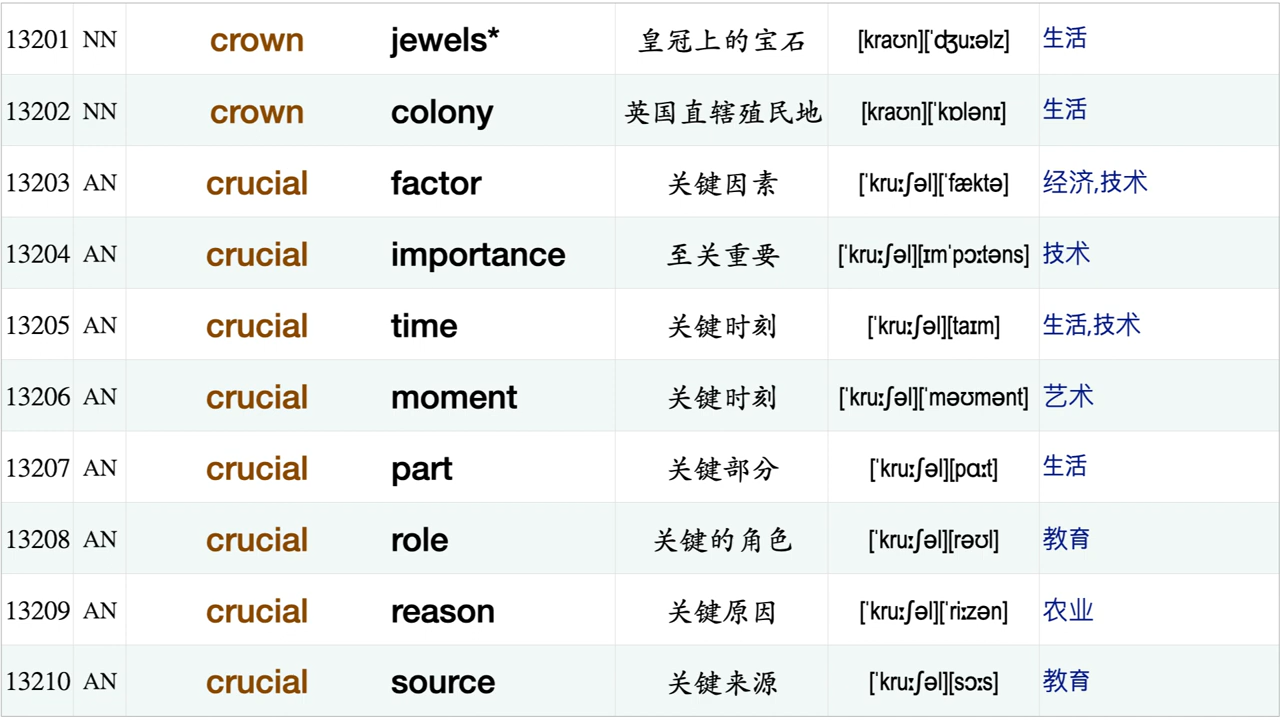 13201 NN crown jewels* 皇冠上的宝石 [kraʊn][ˈʤuːəlz] 生活
13202 NN crown colony 英国直辖殖民地 [kraʊn][ˈkɒlənɪ] 生活
13203 AN crucial factor 关键因素 [ˈkruːʃəl][ˈfæktə] 经济,技术
13204 AN crucial importance 至关重要 [ˈkruːʃəl][ɪmˈpɔːtəns] 技术
13205 AN crucial time 关键时刻 [ˈkruːʃəl][taɪm] 生活,技术
13206 AN crucial moment 关键时刻 [ˈkruːʃəl][ˈməʊmənt] 艺术
13207 AN crucial part 关键部分 [ˈkruːʃəl][pɑːt] 生活
13208 AN crucial role 关键的角色 [ˈkruːʃəl][rəʊl] 教育
13209 AN crucial reason 关键原因 [ˈkruːʃəl][ˈriːzən] 农业
13210 AN crucial source 关键来源 [ˈkruːʃəl][sɔːs] 教育